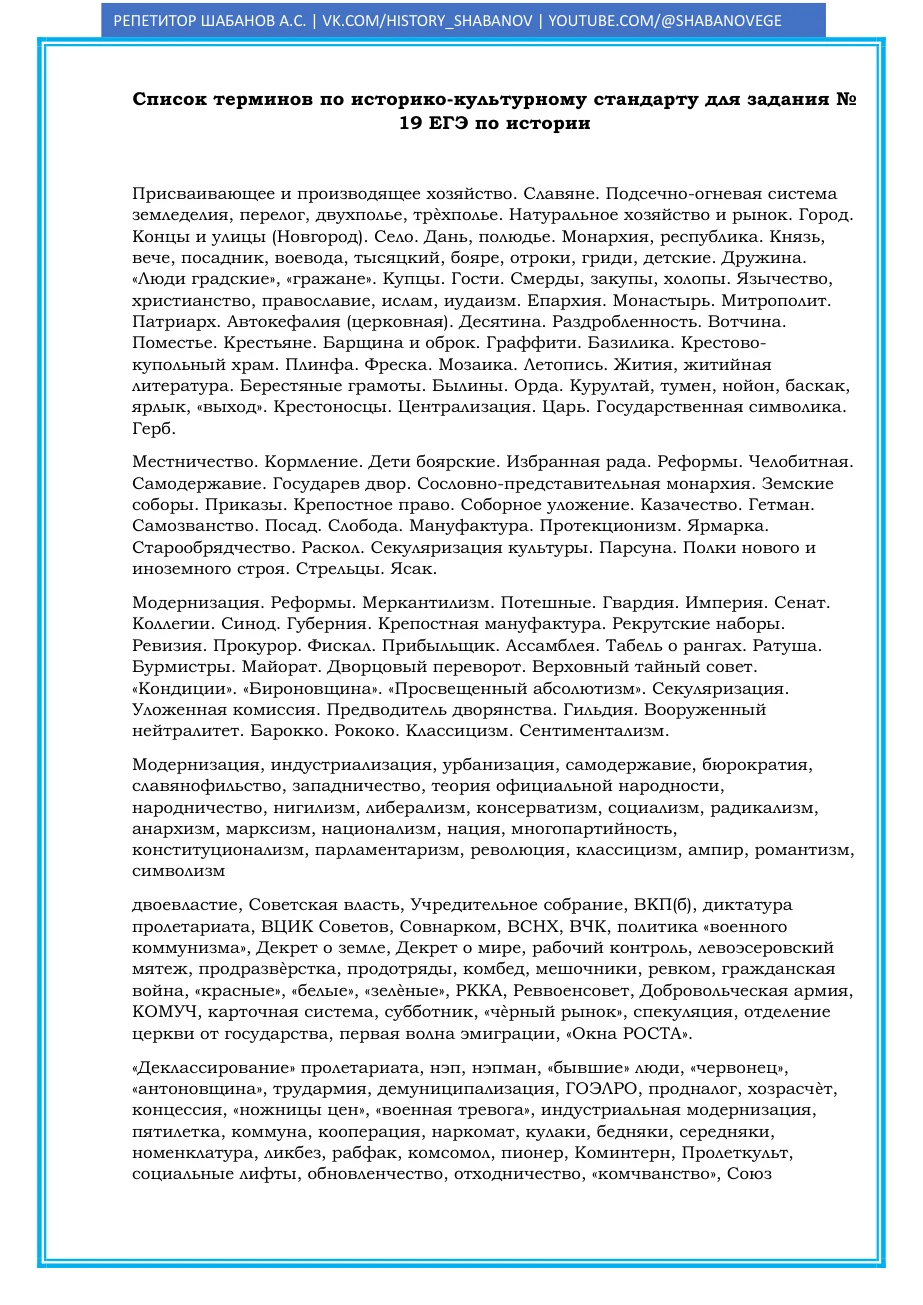 РЕПЕТИТОР ШАБАНОВ А.С. | VK.COM/HISTORY_SHABANOV | YOUTUBE.COM/@SHABANOVEGE
Список терминов по историко-культурному стандарту для задания №
19 ЕГЭ по истории
Присваивающее и производящее хозяйство. Славяне. Подсечно-огневая система
земледелия, перелог, двухполье, трѐхполье. Натуральное хозяйство и рынок. Город.
Концы и улицы (Новгород). Село. Дань, полюдье. Монархия, республика. Князь,
вече, посадник, воевода, тысяцкий, бояре, отроки, гриди, детские. Дружина.
«Люди градские», «гражане». Купцы. Гости. Смерды, закупы, холопы. Язычество,
христианство, православие, ислам, иудаизм. Епархия. Монастырь. Митрополит.
Патриарх. Автокефалия (церковная). Десятина. Раздробленность. Вотчина.
Поместье. Крестьяне. Барщина и оброк. Граффити. Базилика. Крестово-
купольный храм. Плинфа. Фреска. Мозаика. Летопись. Жития, житийная
литература. Берестяные грамоты. Былины. Орда. Курултай, тумен, нойон, баскак,
ярлык, «выход». Крестоносцы. Централизация. Царь. Государственная символика.
Герб.
Местничество. Кормление. Дети боярские. Избранная рада. Реформы. Челобитная.
Самодержавие. Государев двор. Сословно-представительная монархия. Земские
соборы. Приказы. Крепостное право. Соборное уложение. Казачество. Гетман.
Самозванство. Посад. Слобода. Мануфактура. Протекционизм. Ярмарка.
Старообрядчество. Раскол. Секуляризация культуры. Парсуна. Полки нового и
иноземного строя. Стрельцы. Ясак.
Модернизация. Реформы. Меркантилизм. Потешные. Гвардия. Империя. Сенат.
Коллегии. Синод. Губерния. Крепостная мануфактура. Рекрутские наборы.
Ревизия. Прокурор. Фискал. Прибыльщик. Ассамблея. Табель о рангах. Ратуша.
Бурмистры. Майорат. Дворцовый переворот. Верховный тайный совет.
«Кондиции». «Бироновщина». «Просвещенный абсолютизм». Секуляризация.
Уложенная комиссия. Предводитель дворянства. Гильдия. Вооруженный
нейтралитет. Барокко. Рококо. Классицизм. Сентиментализм.
Модернизация, индустриализация, урбанизация, самодержавие, бюрократия,
славянофильство, западничество, теория официальной народности,
народничество, нигилизм, либерализм, консерватизм, социализм, радикализм,
анархизм, марксизм, национализм, нация, многопартийность,
конституционализм, парламентаризм, революция, классицизм, ампир, романтизм,
символизм
двоевластие, Советская власть, Учредительное собрание, ВКП(б), диктатура
пролетариата, ВЦИК Советов, Совнарком, ВСНХ, ВЧК, политика «военного
коммунизма», Декрет о земле, Декрет о мире, рабочий контроль, левоэсеровский
мятеж, продразвѐрстка, продотряды, комбед, мешочники, ревком, гражданская
война, «красные», «белые», «зелѐные», РККА, Реввоенсовет, Добровольческая армия,
КОМУЧ, карточная система, субботник, «чѐрный рынок», спекуляция, отделение
церкви от государства, первая волна эмиграции, «Окна РОСТА».
«Деклассирование» пролетариата, нэп, нэпман, «бывшие» люди, «червонец»,
«антоновщина», трудармия, демуниципализация, ГОЭЛРО, продналог, хозрасчѐт,
концессия, «ножницы цен», «военная тревога», индустриальная модернизация,
пятилетка, коммуна, кооперация, наркомат, кулаки, бедняки, середняки,
номенклатура, ликбез, рабфак, комсомол, пионер, Коминтерн, Пролеткульт,
социальные лифты, обновленчество, отходничество, «комчванство», Союз